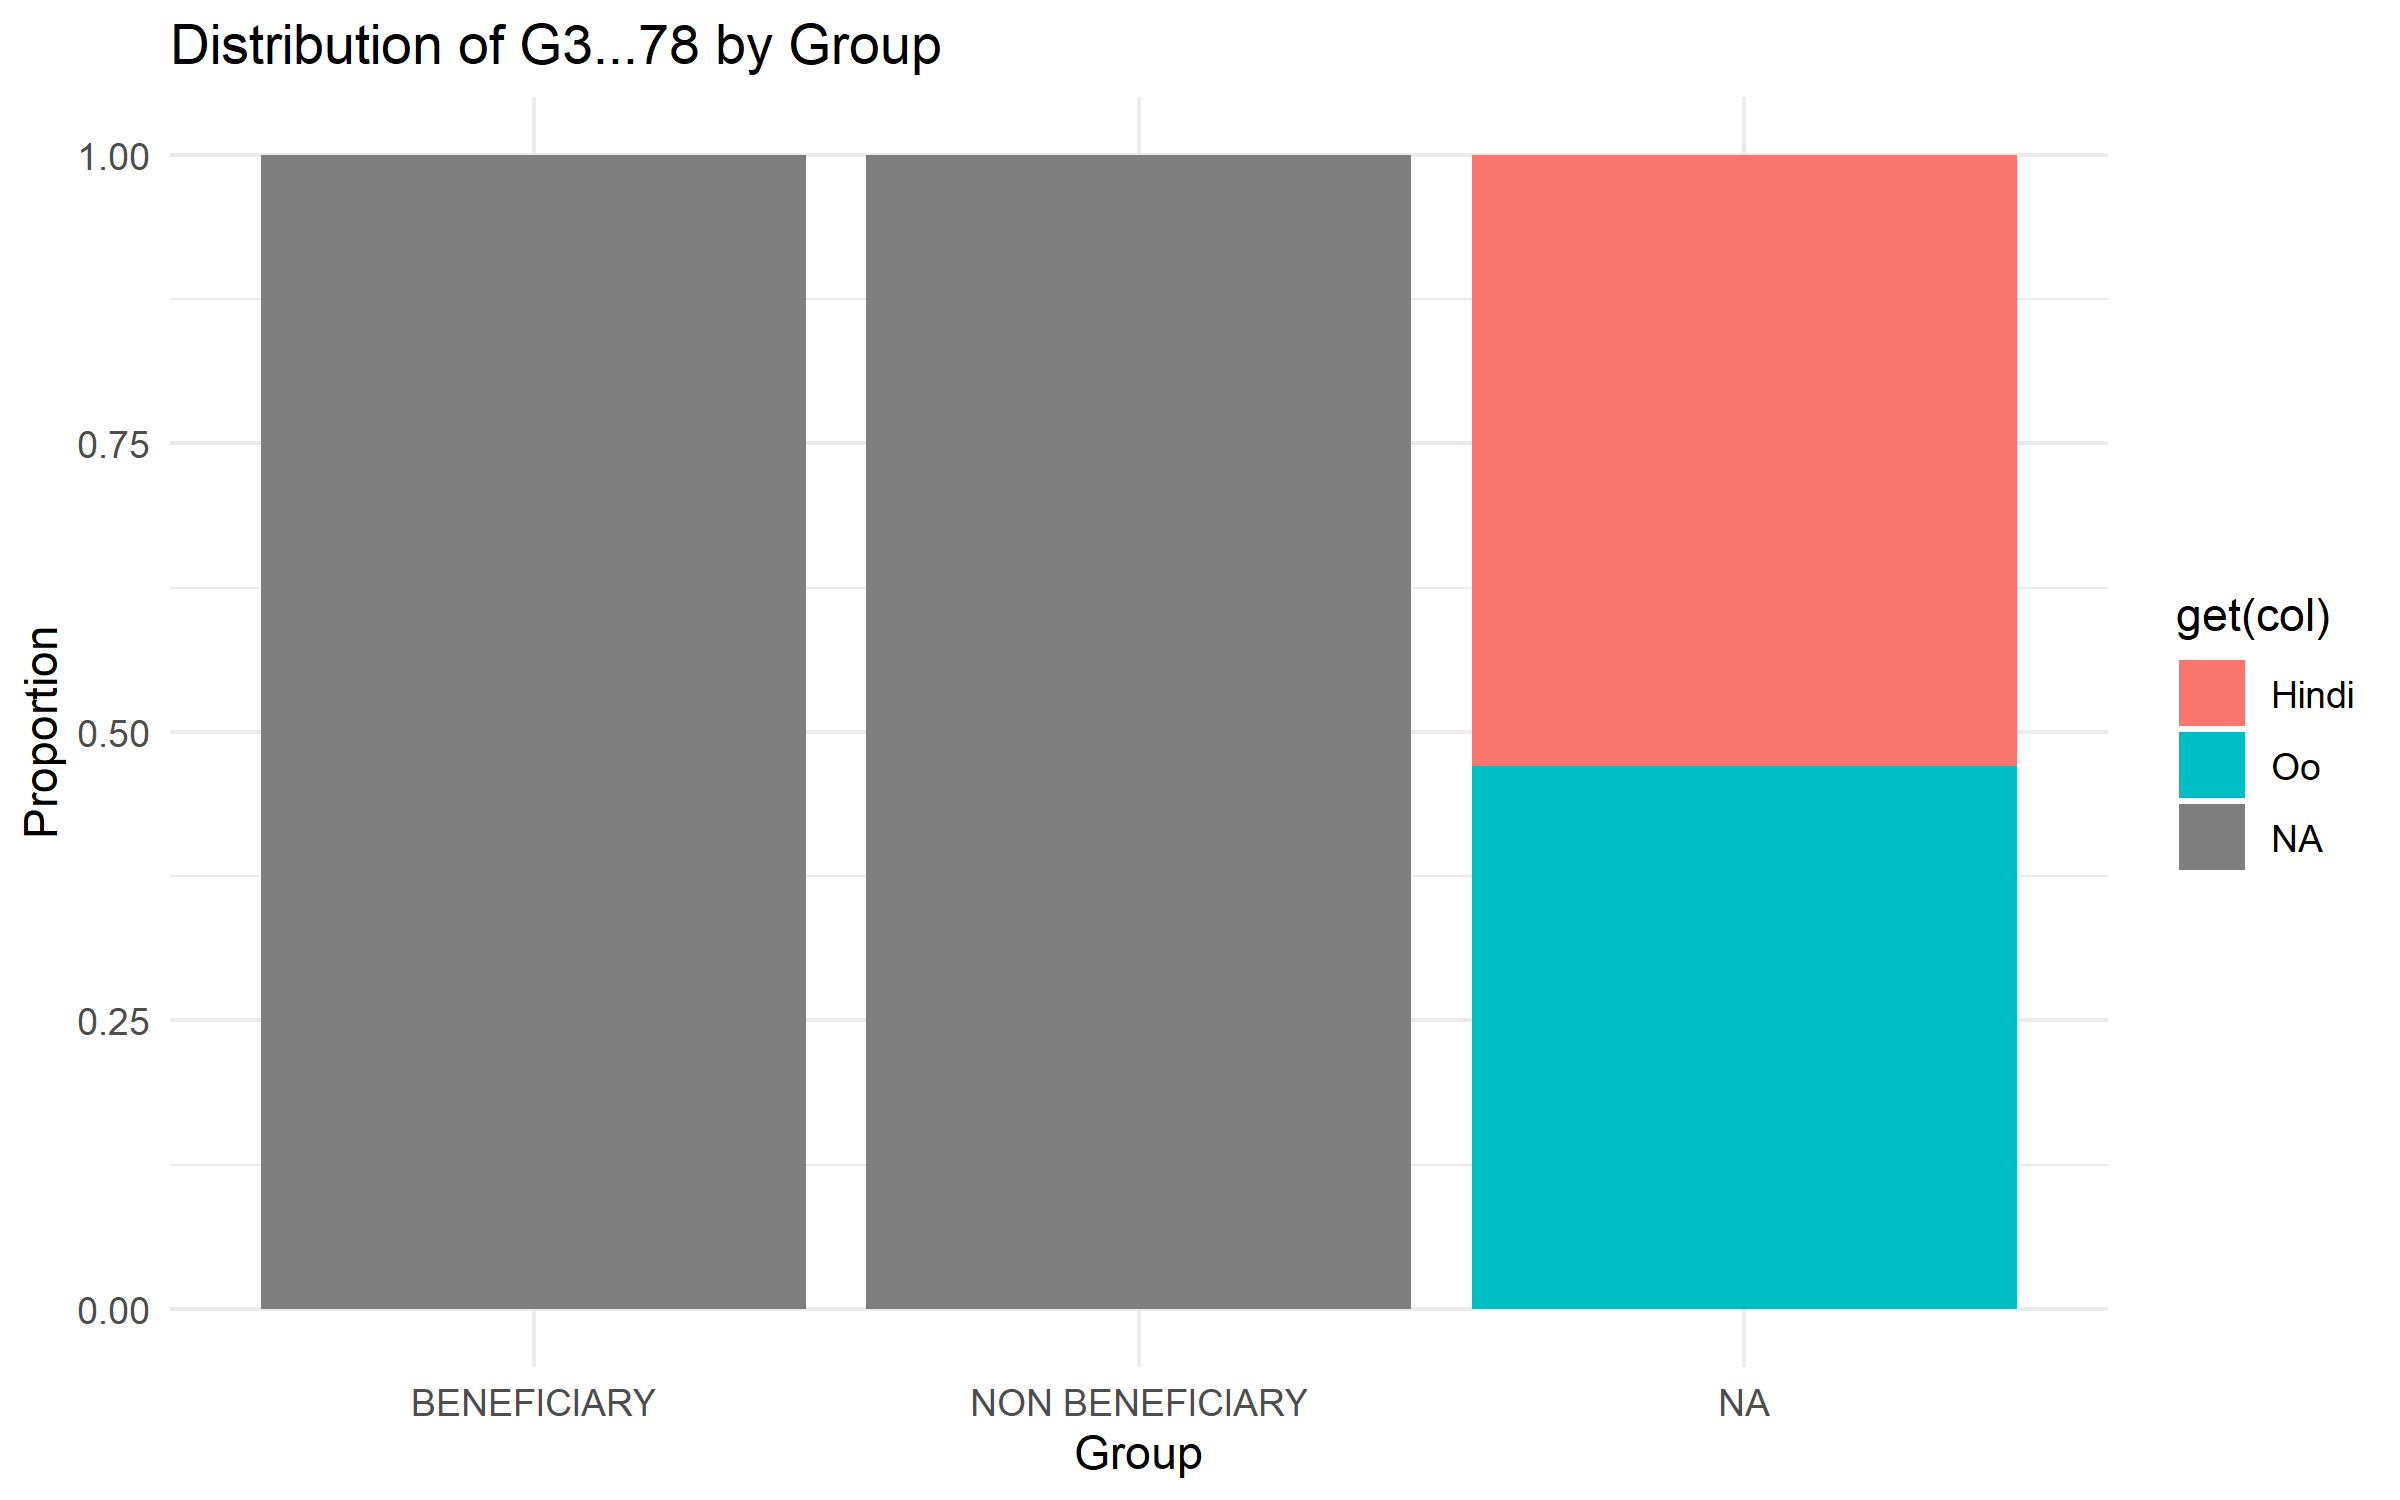 Distribution of G3...78 by Group
Proportion
1.00
0.75
0.50
0.25
0.00
BENEFICIARY
NON BENEFICIARY
NA
Group
get(col)
Hindi
Oo
NA